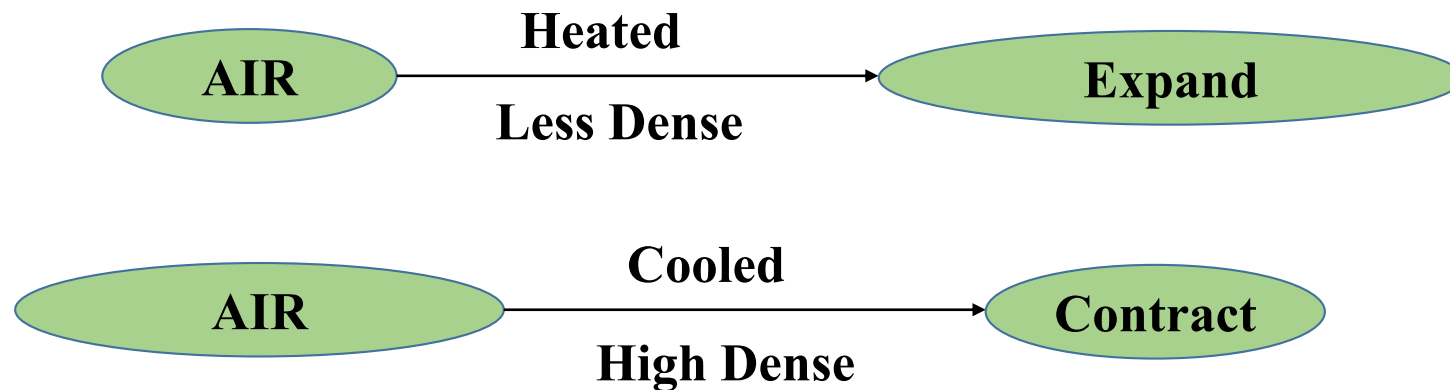 Heated
AIR
Expand
Less Dense
Cooled
AIR
Contract
High Dense